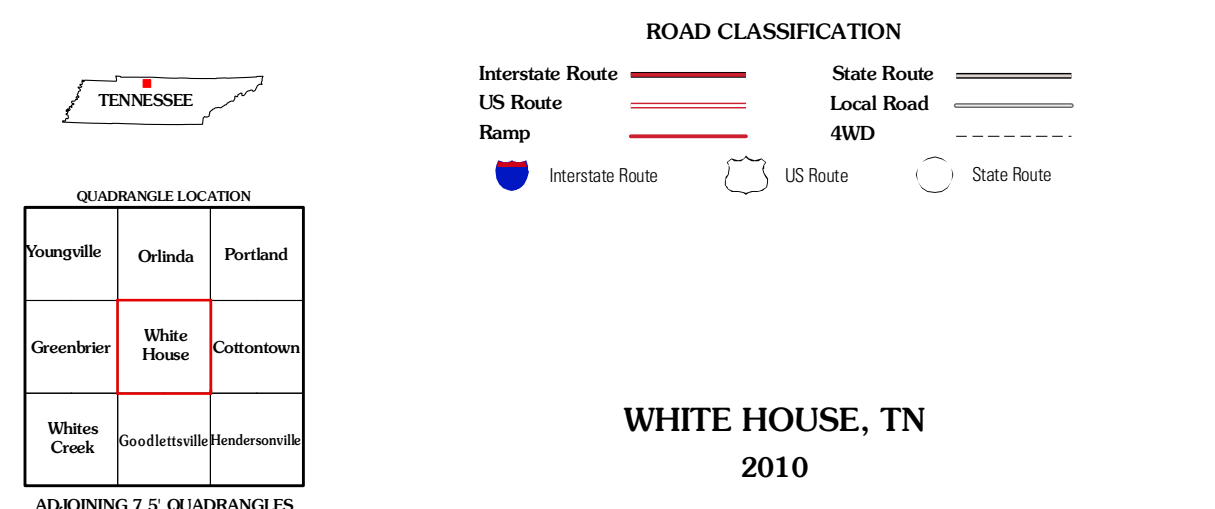 TENNESSEE
QUADRANGLE LOCATION
Youngville
Orlinda
Portland
Greenbrier
White
House
Cottontown
Whites
Creek
Goodlettsville
Hendersonville
ADJOINING 7.5' QUADRANGLES
ROAD CLASSIFICATION
Interstate Route
State Route
US Route
Local Road
Ramp
4WD
Interstate Route
US Route
State Route
WHITE HOUSE, TN
2010